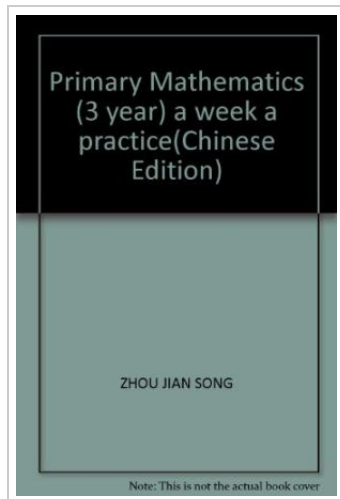 Primary Mathematics
(3 year) a week a
practice(Chinese
Edition)
ZHOU JIAN SONG
Note: This is not the actual book cover